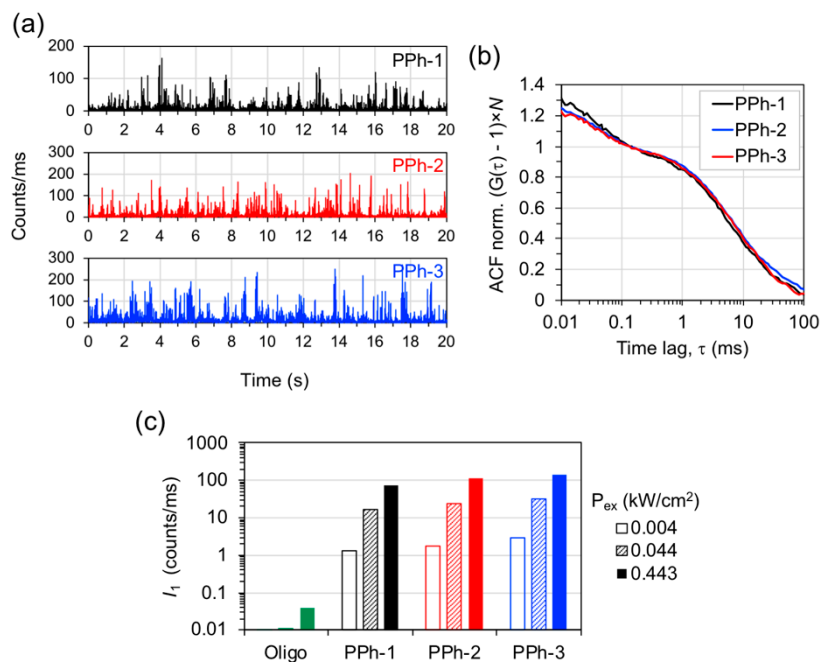 (a)
200
100
0
PPh-1
0 2 4 6 8 10 12 14 16 18 20
300
200
100
0
PPh-2
0 2 4 6 8 10 12 14 16 18 20
300
200
100
0
PPh-3
0 2 4 6 8 10 12 14 16 18 20
Counts/ms
Time (s)
(b)
ACF norm. (G(τ) - 1)×N
1.4
1.2
1
0.8
0.6
0.4
0.2
0
PPh-1
PPh-2
PPh-3
0.01 0.1 1 10 100
Time lag, τ (ms)
(c)
I₁ (counts/ms)
1000
100
10
1
0.1
0.01
Oligo PPh-1 PPh-2 PPh-3
Pₑₓ (kW/cm²)
0.004
0.044
0.443